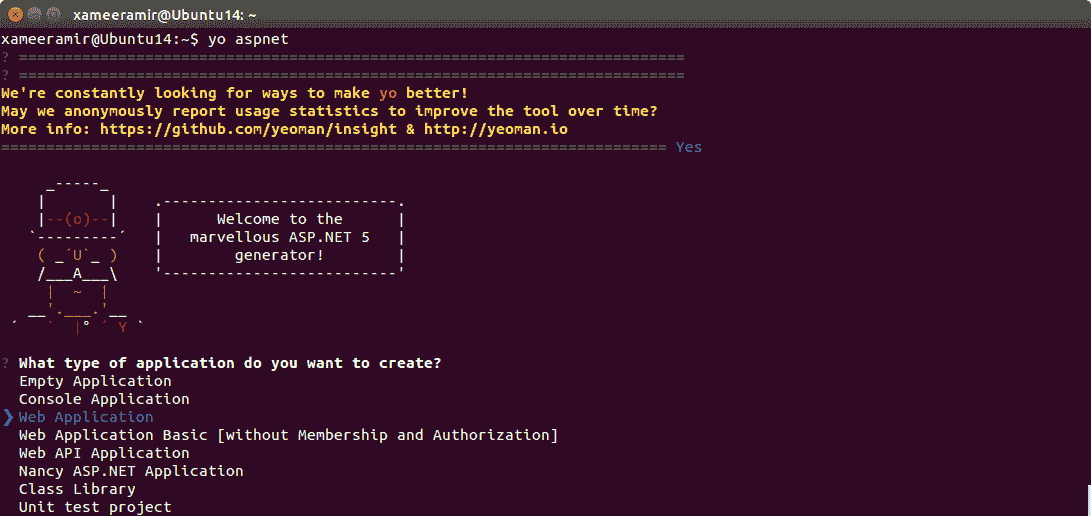 xameeramir@Ubuntu14: ~
xameeramir@Ubuntu14:~$ yo aspnet
? ==========================================================================
? ==========================================================================
We're constantly looking for ways to make yo better!
May we anonymously report usage statistics to improve the tool over time?
More info: https://github.com/yeoman/insight & http://yeoman.io
========================================================================== Yes

     _-----_
    |       |    .--------------------------.
    |--(o)--|    |      Welcome to the      |
   `---------´   |   marvellous ASP.NET 5   |
    ( _´U`_ )    |        generator!        |
    /___A___\    '--------------------------'
     |  ~  |
   __'.___.'__
 ´   `  |° ´ Y `

? What type of application do you want to create?
  Empty Application
  Console Application
❯ Web Application
  Web Application Basic [without Membership and Authorization]
  Web API Application
  Nancy ASP.NET Application
  Class Library
  Unit test project